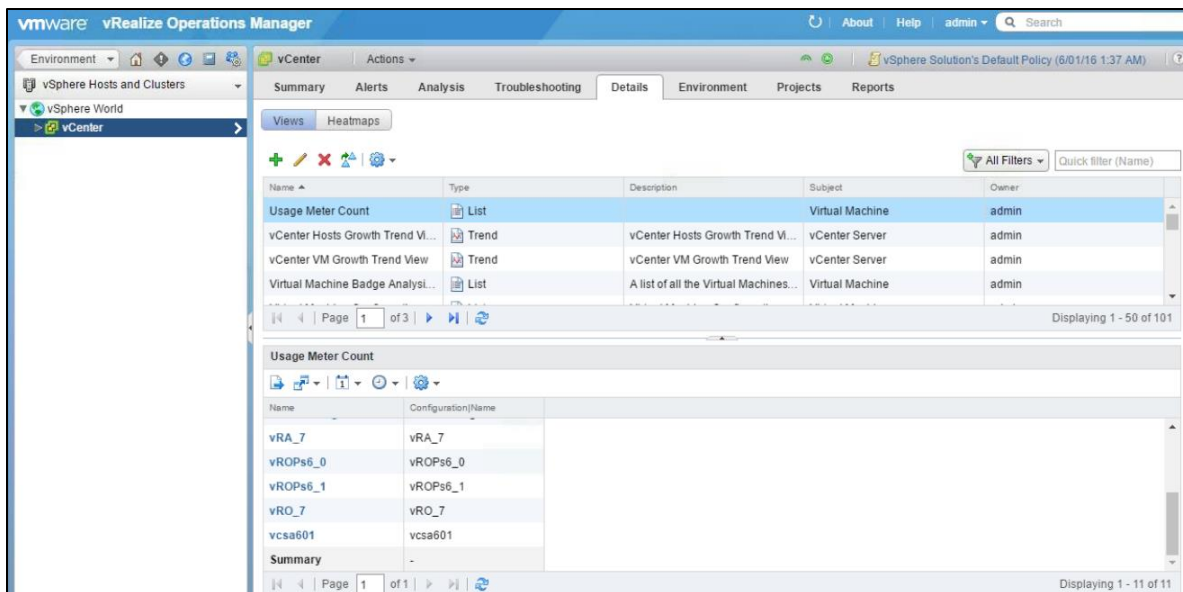 vmware vRealize Operations Manager About Help admin Search
Environment vCenter Actions vSphere Solution's Default Policy (6/01/16 1:37 AM) ?
vSphere Hosts and Clusters Summary Alerts Analysis Troubleshooting Details Environment Projects Reports
vSphere World
vCenter
Views Heatmaps
All Filters Quick filter (Name)
Name Type Description Subject Owner
Usage Meter Count List Virtual Machine admin
vCenter Hosts Growth Trend Vi... Trend vCenter Hosts Growth Trend Vi... vCenter Server admin
vCenter VM Growth Trend View Trend vCenter VM Growth Trend View vCenter Server admin
Virtual Machine Badge Analysi... List A list of all the Virtual Machines... Virtual Machine admin
Page 1 of 3 Displaying 1 - 50 of 101
Usage Meter Count
Name Configuration|Name
vRA_7 vRA_7
vROPs6_0 vROPs6_0
vROPs6_1 vROPs6_1
vRO_7 vRO_7
vcsa601 vcsa601
Summary -
Page 1 of 1 Displaying 1 - 11 of 11